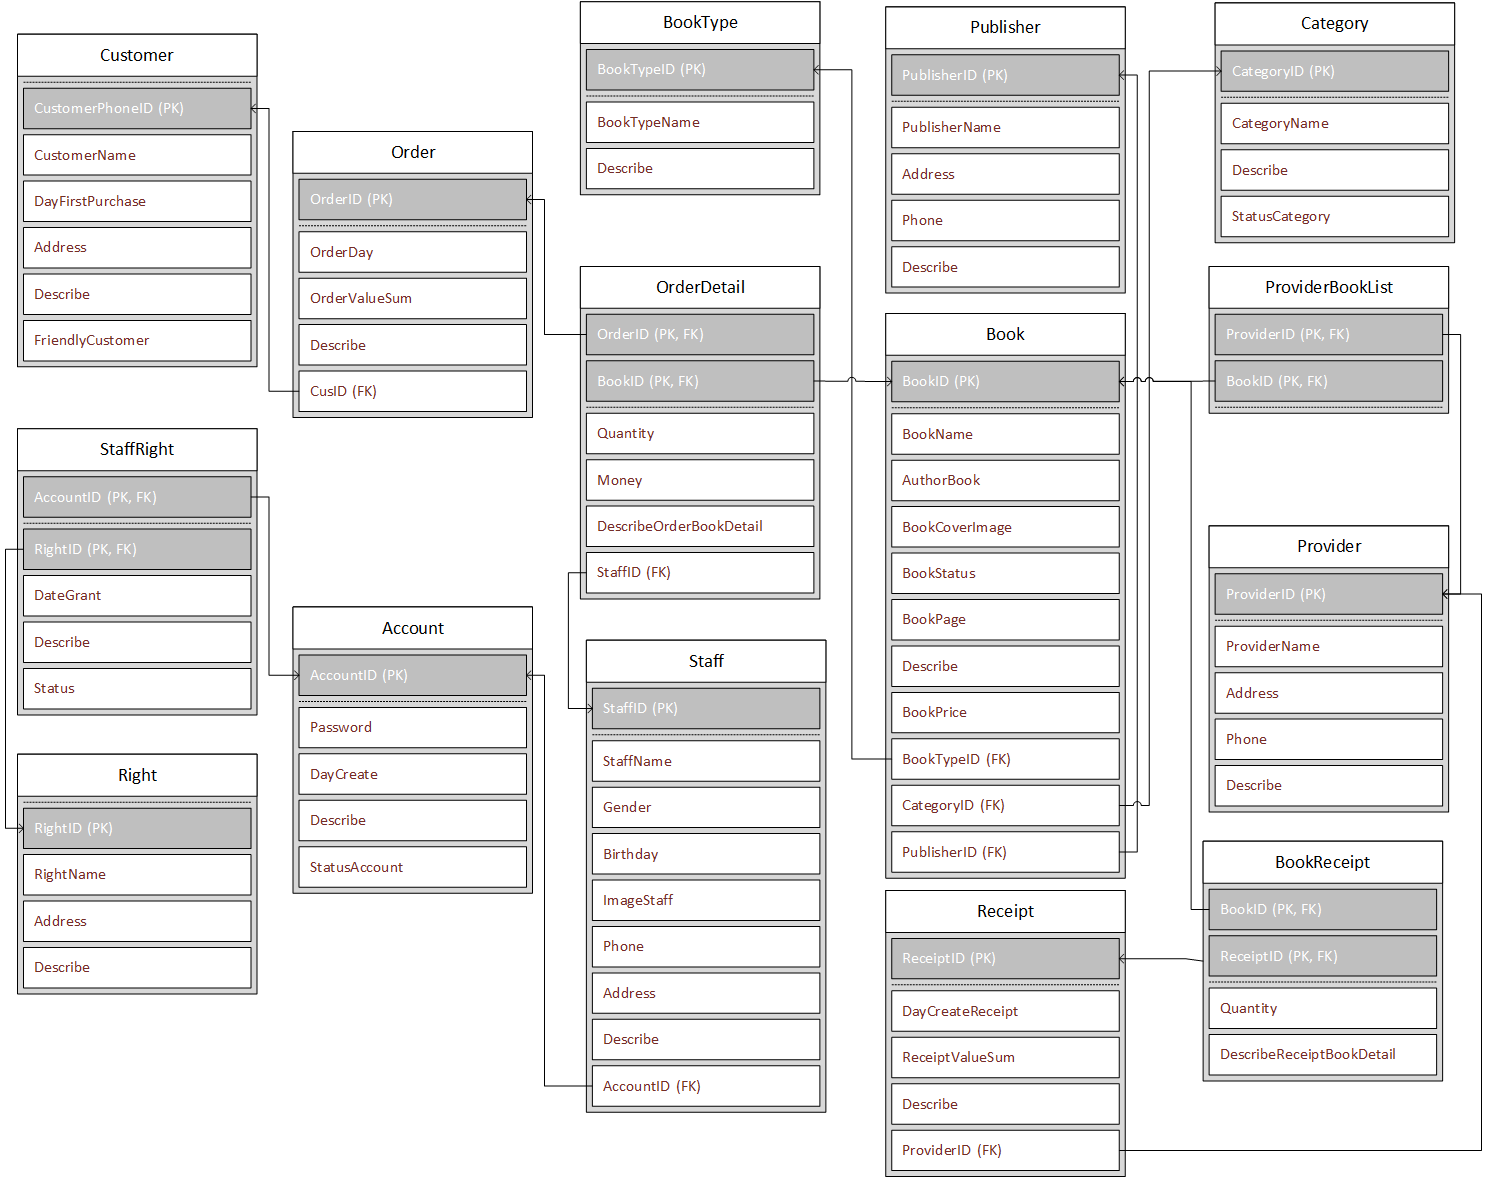 Customer
CustomerPhoneID (PK)
CustomerName
DayFirstPurchase
Address
Describe
FriendlyCustomer
Order
OrderID (PK)
OrderDay
OrderValueSum
Describe
CusID (FK)
BookType
BookTypeID (PK)
BookTypeName
Describe
Publisher
PublisherID (PK)
PublisherName
Address
Phone
Describe
Category
CategoryID (PK)
CategoryName
Describe
StatusCategory
OrderDetail
OrderID (PK, FK)
BookID (PK, FK)
Quantity
Money
DescribeOrderBookDetail
StaffID (FK)
Book
BookID (PK)
BookName
AuthorBook
BookCoverImage
BookStatus
BookPage
Describe
BookPrice
BookTypeID (FK)
CategoryID (FK)
PublisherID (FK)
ProviderBookList
ProviderID (PK, FK)
BookID (PK, FK)
StaffRight
AccountID (PK, FK)
RightID (PK, FK)
DateGrant
Describe
Status
Account
AccountID (PK)
Password
DayCreate
Describe
StatusAccount
Staff
StaffID (PK)
StaffName
Gender
Birthday
ImageStaff
Phone
Address
Describe
AccountID (FK)
Provider
ProviderID (PK)
ProviderName
Address
Phone
Describe
Right
RightID (PK)
RightName
Address
Describe
Receipt
ReceiptID (PK)
DayCreateReceipt
ReceiptValueSum
Describe
ProviderID (FK)
BookReceipt
BookID (PK, FK)
ReceiptID (PK, FK)
Quantity
DescribeReceiptBookDetail